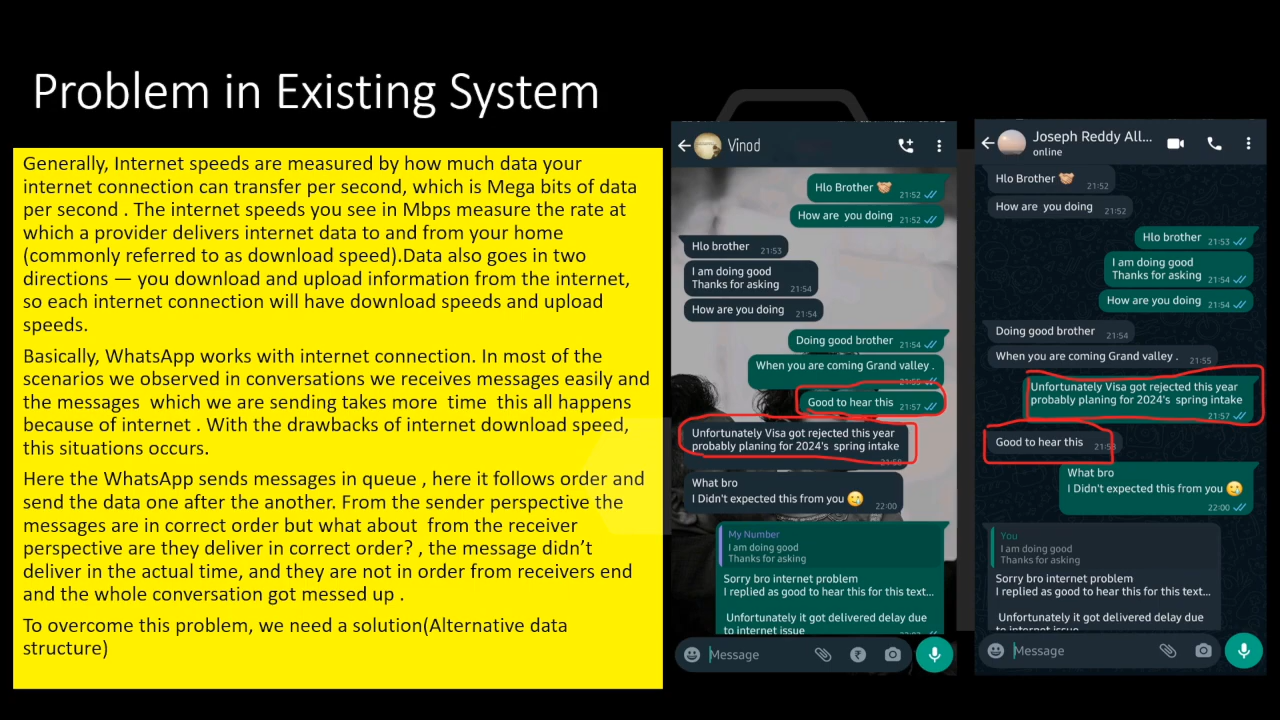 Problem in Existing System
Generally, Internet speeds are measured by how much data your
internet connection can transfer per second, which is Mega bits of data
per second . The internet speeds you see in Mbps measure the rate at
which a provider delivers internet data to and from your home
(commonly referred to as download speed).Data also goes in two
directions — you download and upload information from the internet,
so each internet connection will have download speeds and upload
speeds.
Basically, WhatsApp works with internet connection. In most of the
scenarios we observed in conversations we receives messages easily and
the messages which we are sending takes more time this all happens
because of internet . With the drawbacks of internet download speed,
this situations occurs.
Here the WhatsApp sends messages in queue , here it follows order and
send the data one after the another. From the sender perspective the
messages are in correct order but what about from the receiver
perspective are they deliver in correct order? , the message didn’t
deliver in the actual time, and they are not in order from receivers end
and the whole conversation got messed up .
To overcome this problem, we need a solution(Alternative data
structure)
Vinod
Hlo Brother 🤝 21:52
How are you doing 21:52
Hlo brother 21:53
I am doing good
Thanks for asking 21:54
How are you doing 21:54
Doing good brother 21:54
When you are coming Grand valley .
21:55
Good to hear this 21:57
Unfortunately Visa got rejected this year
probably planing for 2024's spring intake
21:58
What bro
I Didn't expected this from you 🥲
22:00
My Number
I am doing good
Thanks for asking
Sorry bro internet problem
I replied as good to hear this for this text...
Unfortunately it got delivered delay due
to internet issue
Message
Joseph Reddy All...
online
Hlo Brother 🤝 21:52
How are you doing 21:52
Hlo brother 21:53
I am doing good
Thanks for asking 21:54
How are you doing 21:54
Doing good brother 21:54
When you are coming Grand valley . 21:55
Unfortunately Visa got rejected this year
probably planing for 2024's spring intake
21:57
Good to hear this 21:58
What bro
I Didn't expected this from you 🥲
22:00
You
I am doing good
Thanks for asking
Sorry bro internet problem
I replied as good to hear this for this text...
Unfortunately it got delivered delay due
to internet issue
Message